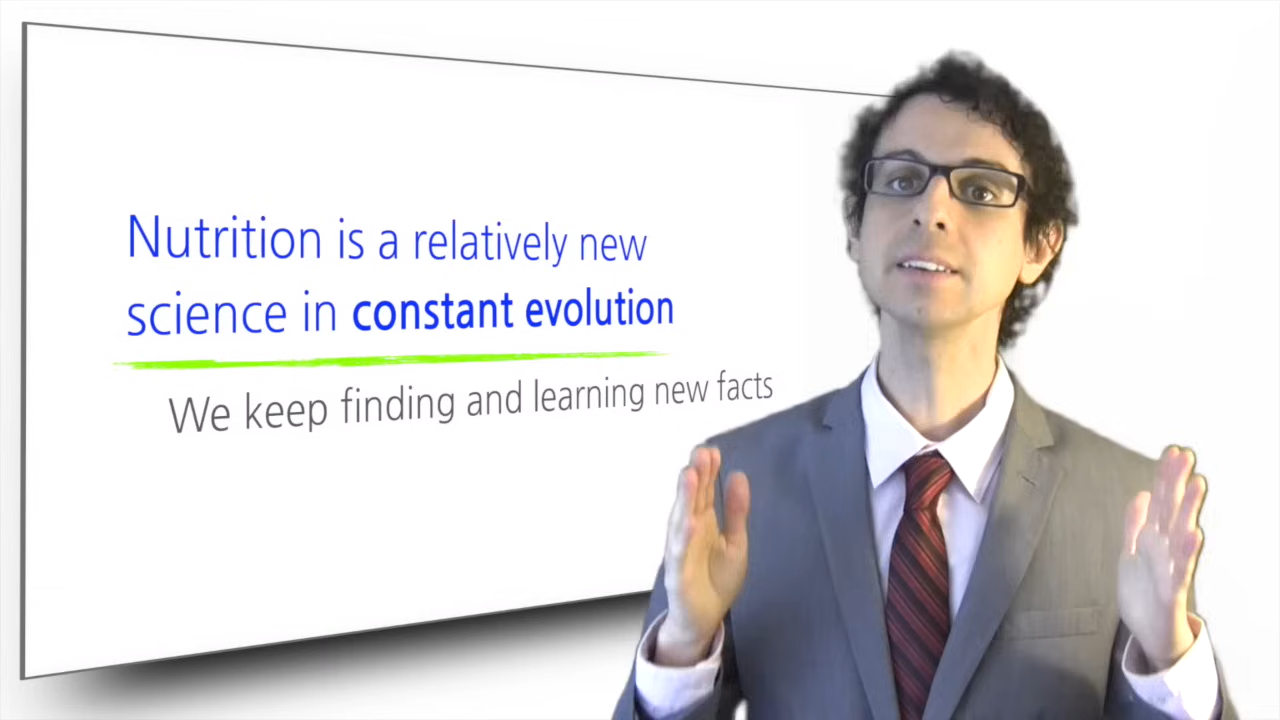 Nutrition is a relatively new
science in constant evolution
We keep finding and learning new facts